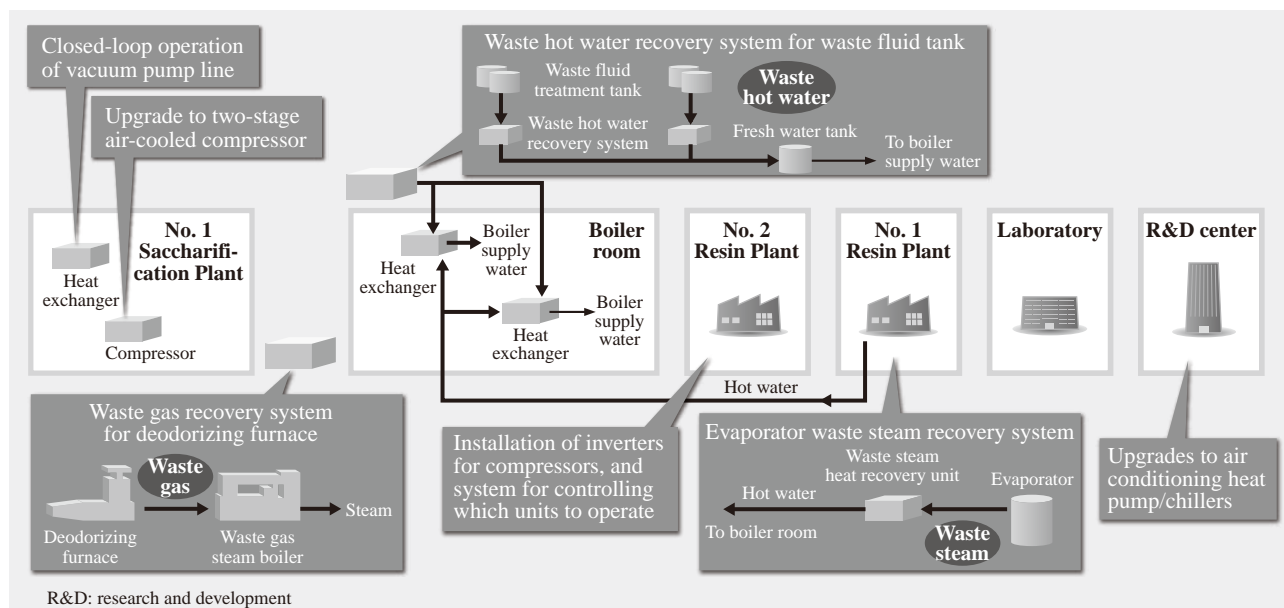 Closed-loop operation
of vacuum pump line
Upgrade to two-stage
air-cooled compressor
Waste hot water recovery system for waste fluid tank
Waste fluid
treatment tank
Waste
hot water
Waste hot water
recovery system
Fresh water tank
To boiler
supply water
No. 1
Saccharifi-
cation Plant
Heat
exchanger
Compressor
Boiler
room
Boiler
supply
water
Heat
exchanger
Heat
exchanger
Boiler
supply
water
No. 2
Resin Plant
No. 1
Resin Plant
Laboratory
R&D center
Hot water
Waste gas recovery system
for deodorizing furnace
Waste
gas
Steam
Deodorizing
furnace
Waste gas
steam boiler
Installation of inverters
for compressors, and
system for controlling
which units to operate
Evaporator waste steam recovery system
Waste steam
heat recovery unit
Evaporator
Hot water
To boiler room
Waste
steam
Upgrades to air
conditioning heat
pump/chillers
R&D: research and development